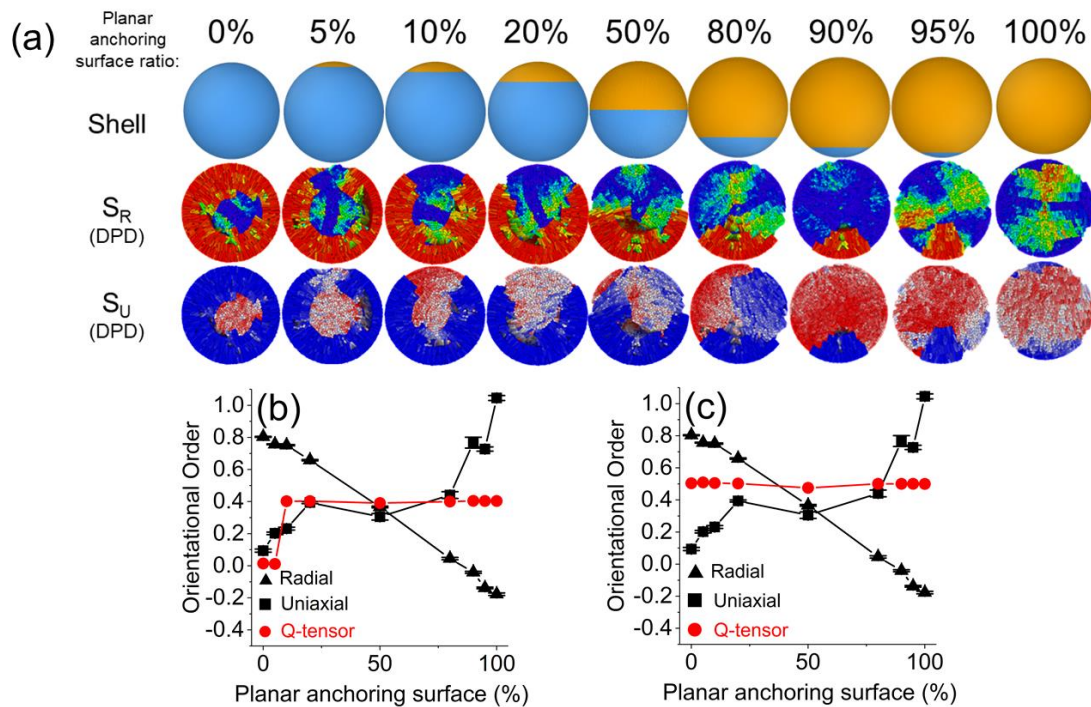 (a)
Planar
anchoring
surface ratio:
0% 5% 10% 20% 50% 80% 90% 95% 100%
Shell
S_R
(DPD)
S_U
(DPD)
(b)
Orientational Order
1.0
0.8
0.6
0.4
0.2
0.0
-0.2
-0.4
Radial
Uniaxial
Q-tensor
0 50 100
Planar anchoring surface (%)
(c)
Orientational Order
1.0
0.8
0.6
0.4
0.2
0.0
-0.2
-0.4
Radial
Uniaxial
Q-tensor
0 50 100
Planar anchoring surface (%)